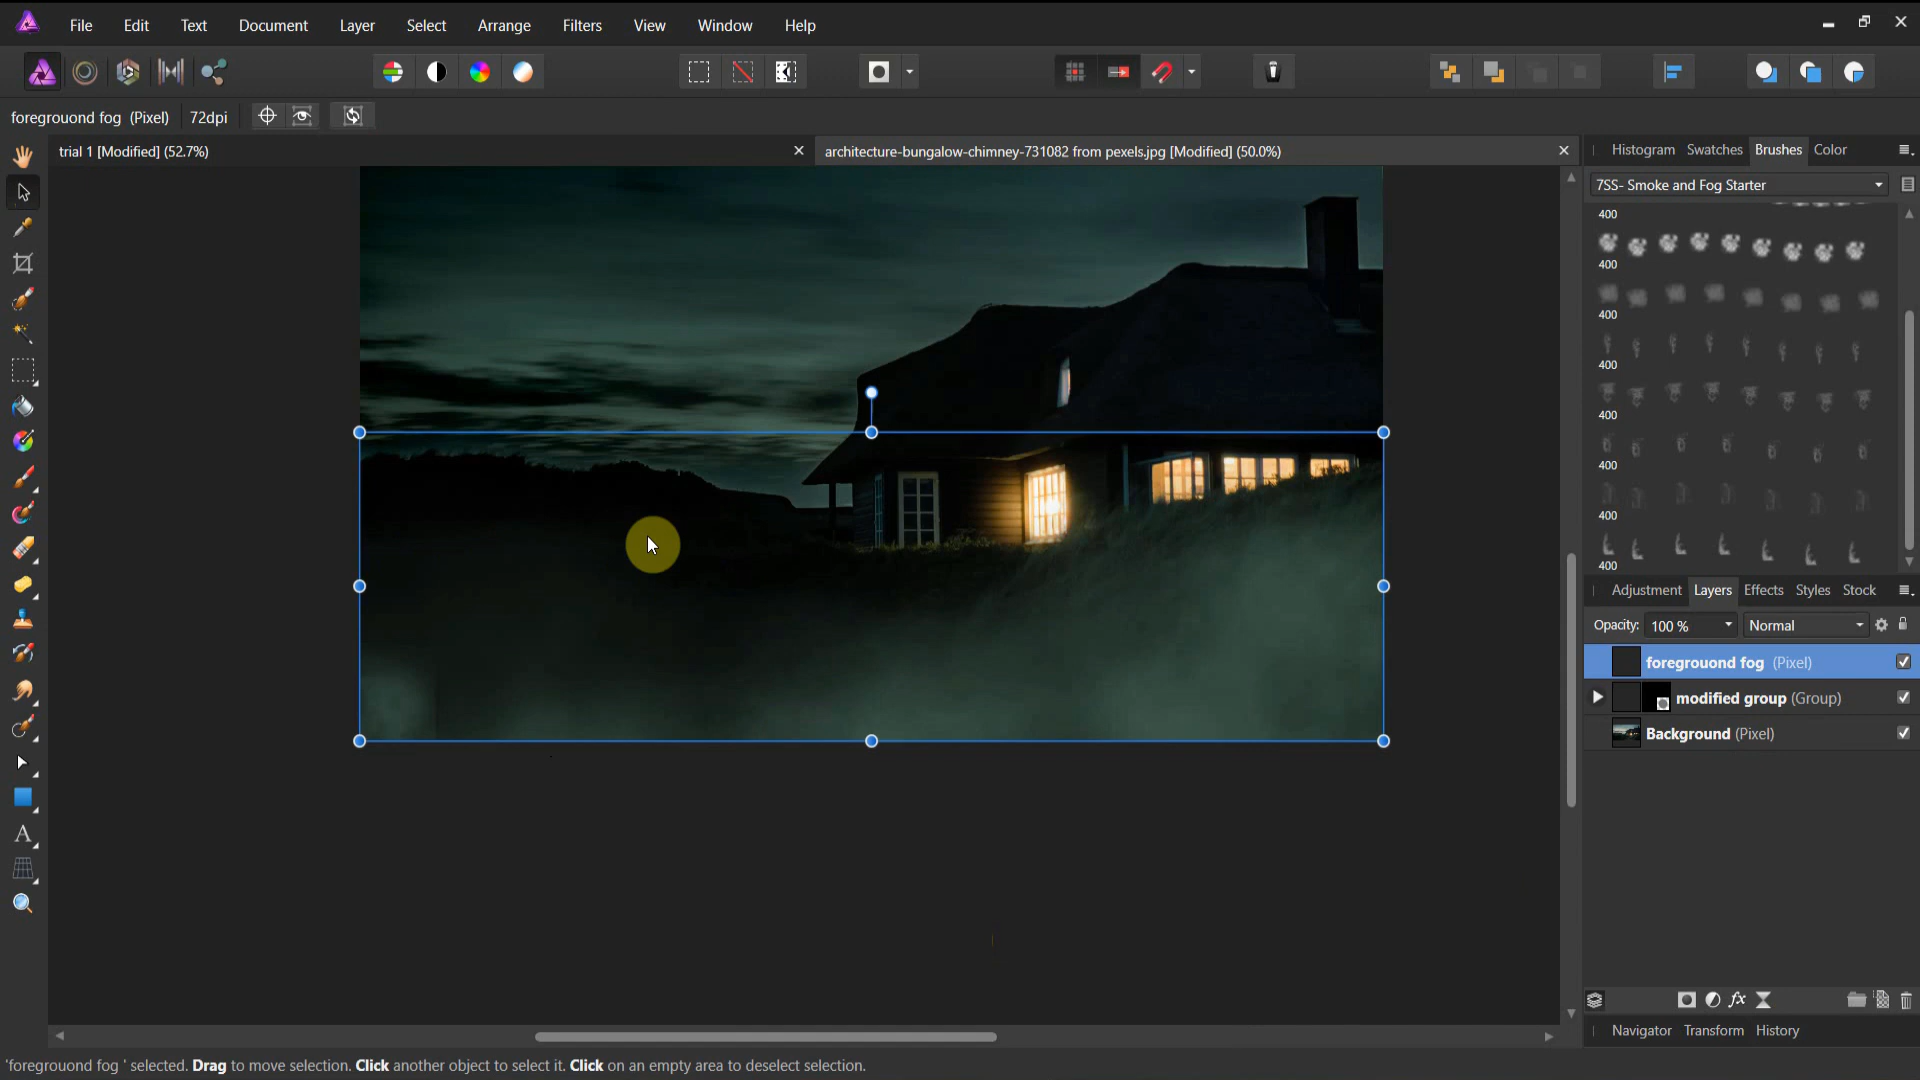 File Edit Text Document Layer Select Arrange Filters View Window Help
foregrouond fog (Pixel) 72dpi
trial 1 [Modified] (52.7%)
architecture-bungalow-chimney-731082 from pexels.jpg [Modified] (50.0%)
Histogram Swatches Brushes Color
7SS- Smoke and Fog Starter
400
400
400
400
400
400
400
400
Adjustment Layers Effects Styles Stock
Opacity: 100 % Normal
foregrouond fog (Pixel)
modified group (Group)
Background (Pixel)
Navigator Transform History
'foregrouond fog ' selected. Drag to move selection. Click another object to select it. Click on an empty area to deselect selection.